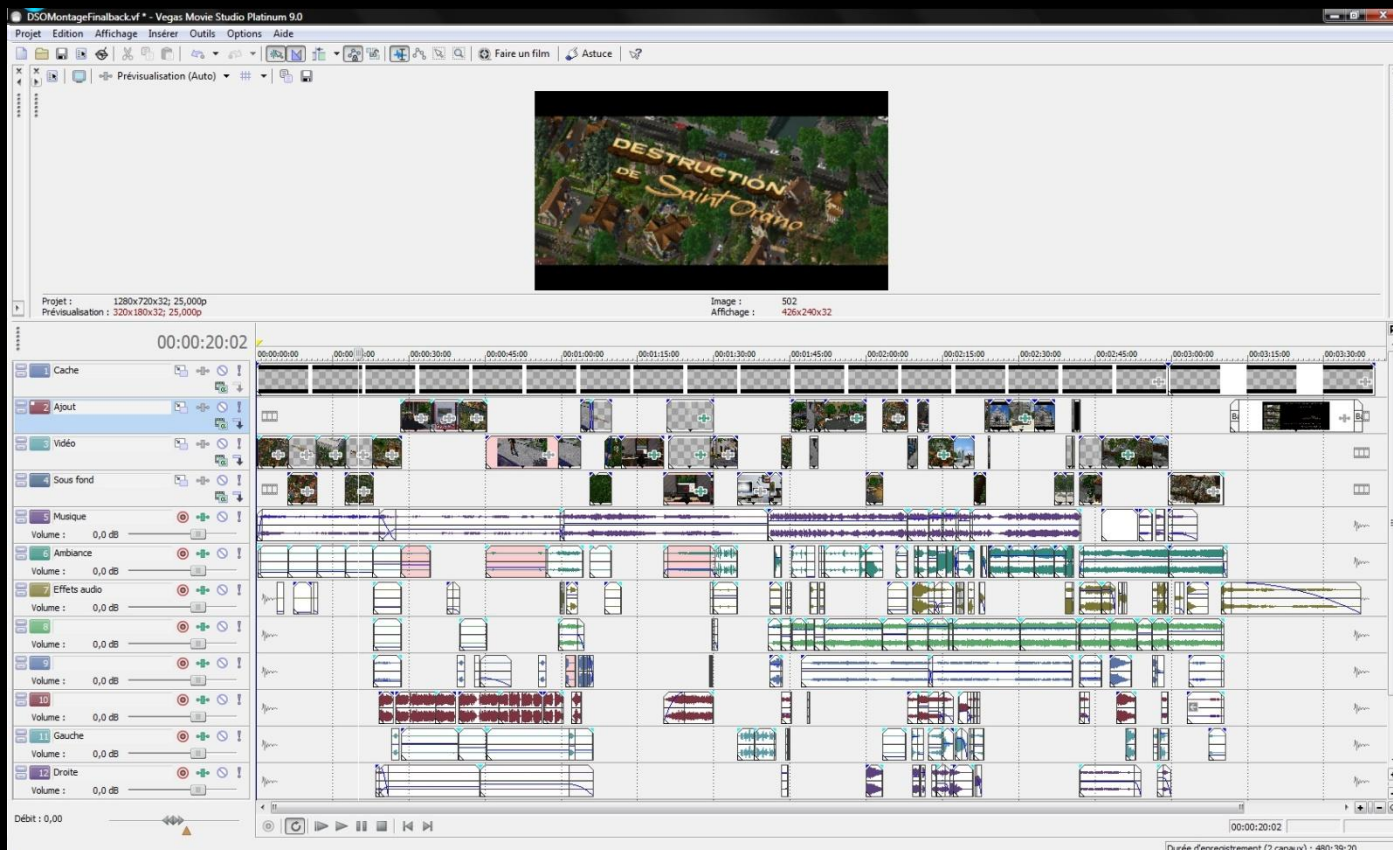 DSOMontageFinalback.vf * - Vegas Movie Studio Platinum 9.0
Projet Edition Affichage Insérer Outils Options Aide
Faire un film Astuce
Prévisualisation (Auto)
DESTRUCTION
DE Saint Orano
Projet : 1280x720x32; 25,000p
Prévisualisation : 320x180x32; 25,000p
Image : 502
Affichage : 426x240x32
00:00:20:02
00:00:00:00 00:00:30:00 00:00:45:00 00:01:00:00 00:01:15:00 00:01:30:00 00:01:45:00 00:02:00:00 00:02:15:00 00:02:30:00 00:02:45:00 00:03:00:00 00:03:15:00 00:03:30:00
1 Cache
2 Ajout
3 Vidéo
4 Sous fond
5 Musique
Volume : 0,0 dB
6 Ambiance
Volume : 0,0 dB
7 Effets audio
Volume : 0,0 dB
8
Volume : 0,0 dB
9
Volume : 0,0 dB
10
Volume : 0,0 dB
11 Gauche
Volume : 0,0 dB
12 Droite
Volume : 0,0 dB
Débit : 0,00
00:00:20:02
Durée d'enregistrement (2 canaux) : 480:39:20